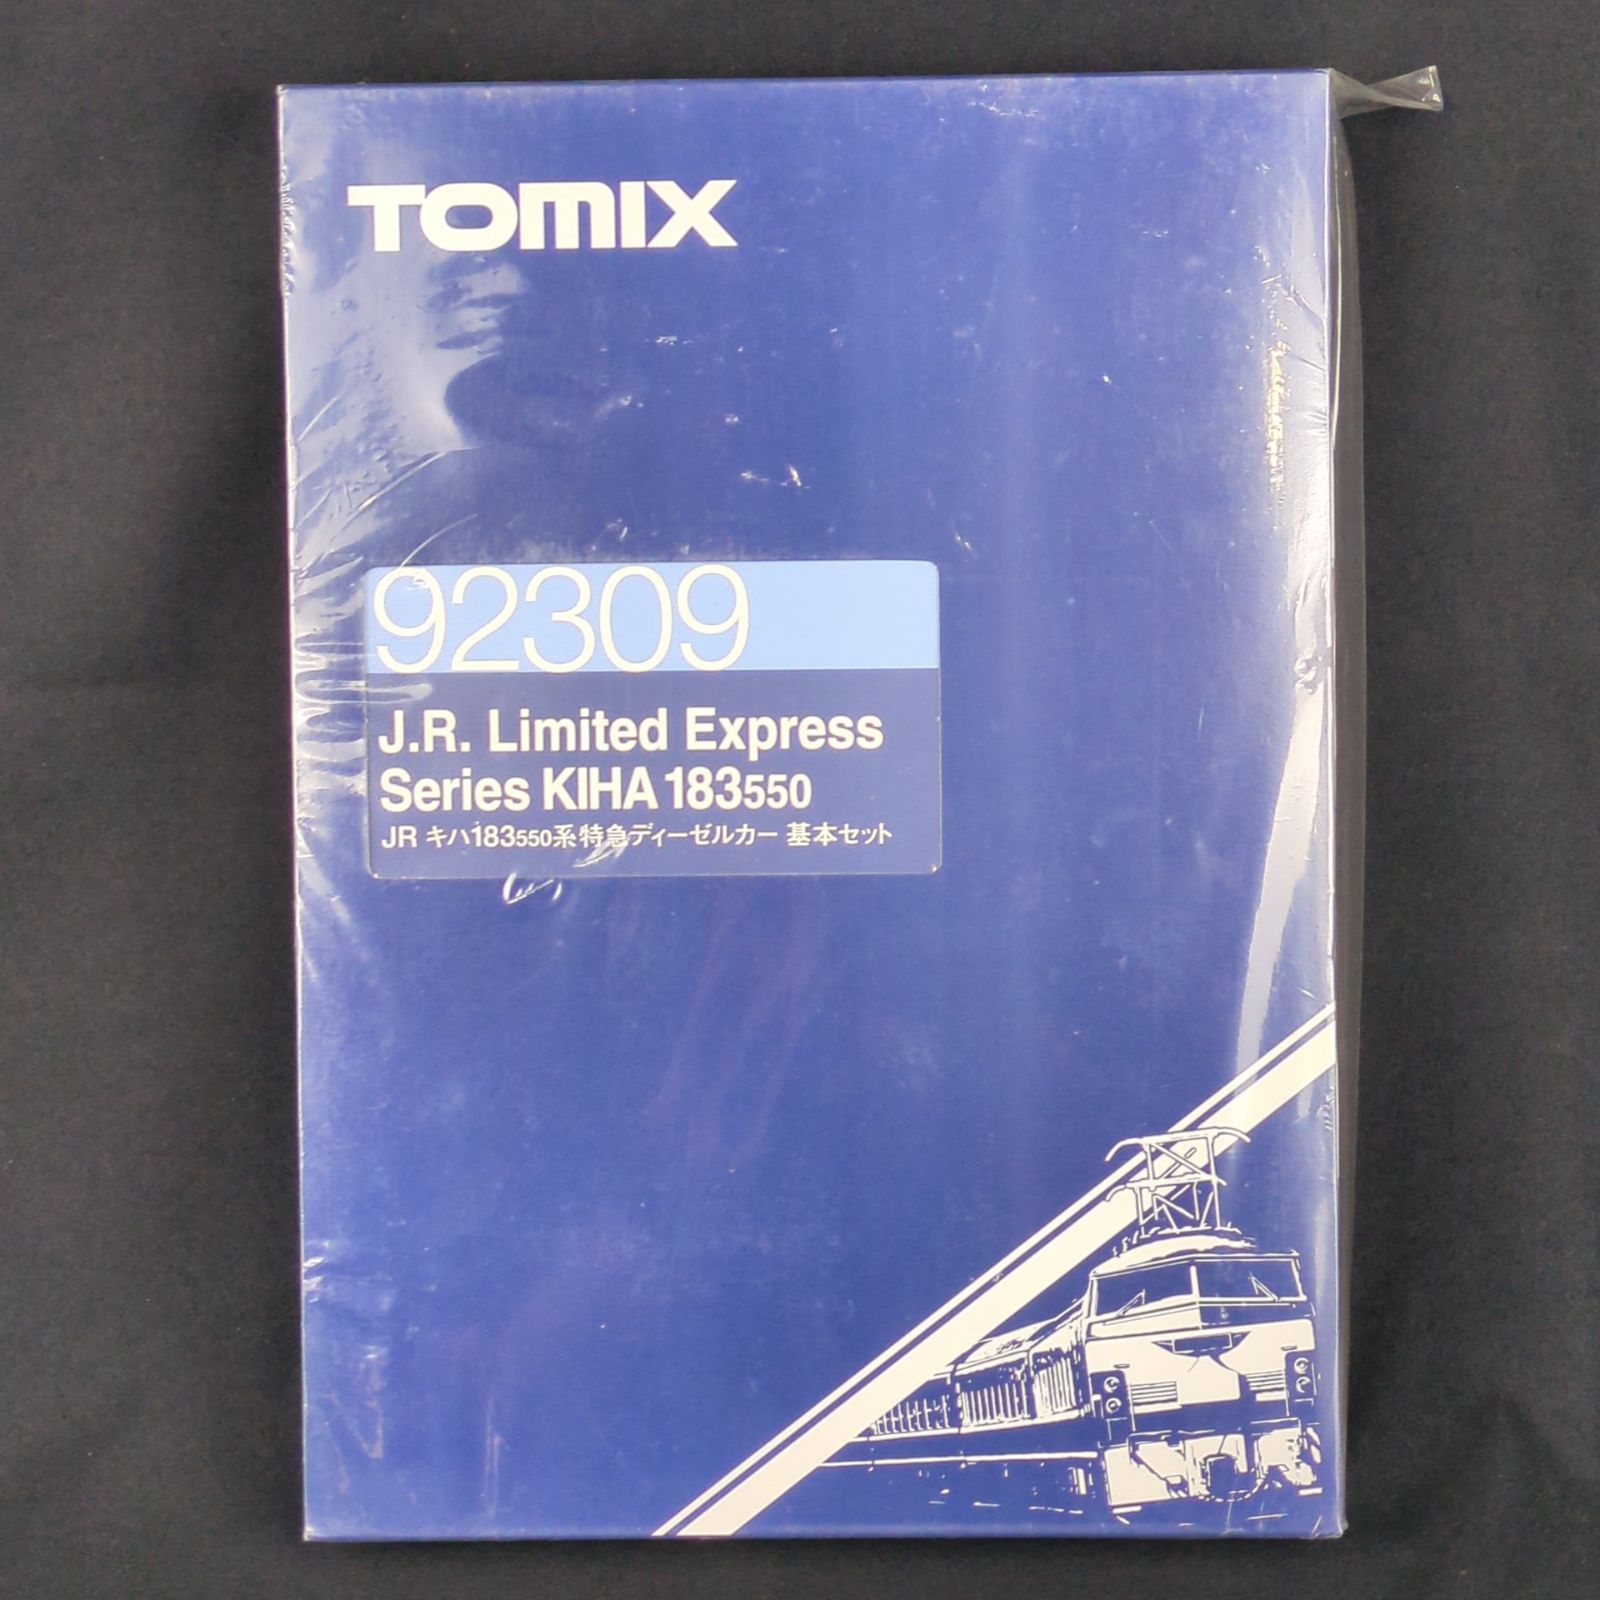 TOMIX
92309
J.R. Limited Express
Series KIHA 183550
JR キハ183550系特急ディーゼルカー 基本セット